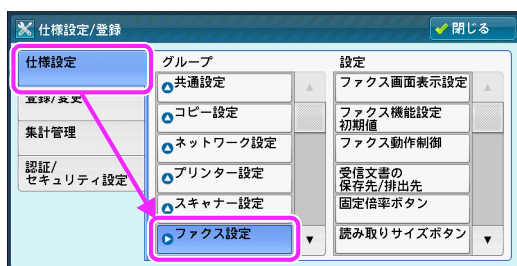 仕様設定/登録
閉じる
仕様設定
登録/変更
集計管理
認証/
セキュリティ設定
グループ
共通設定
コピー設定
ネットワーク設定
プリンター設定
スキャナー設定
ファクス設定
設定
ファクス画面表示設定
ファクス機能設定
初期値
ファクス動作制御
受信文書の
保存先/排出先
固定倍率ボタン
読み取りサイズボタン